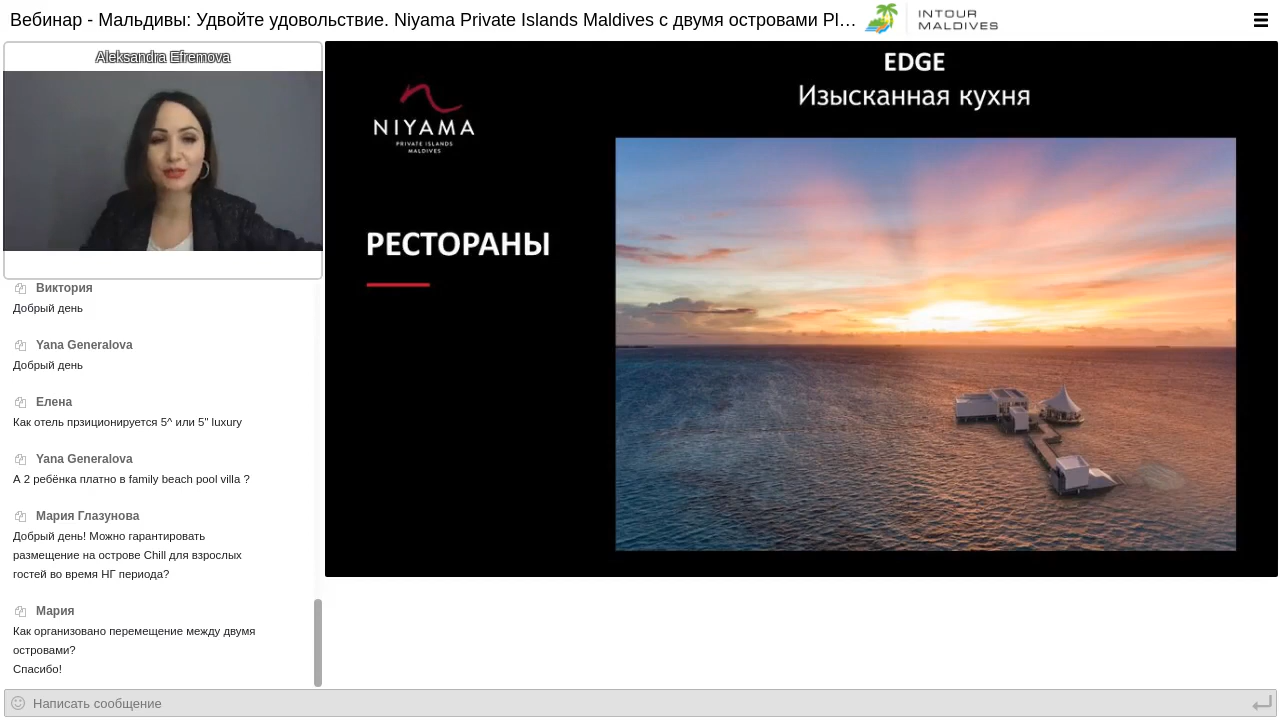 Вебинар - Мальдивы: Удвойте удовольствие. Niyama Private Islands Maldives с двумя островами Pl…
INTOUR
MALDIVES
Aleksandra Efremova
EDGE
Изысканная кухня
NIYAMA
PRIVATE ISLANDS
MALDIVES
РЕСТОРАНЫ
Виктория
Добрый день
Yana Generalova
Добрый день
Елена
Как отель прзиционируется 5^ или 5" luxury
Yana Generalova
А 2 ребёнка платно в family beach pool villa ?
Мария Глазунова
Добрый день! Можно гарантировать
размещение на острове Chill для взрослых
гостей во время НГ периода?
Мария
Как организовано перемещение между двумя
островами?
Спасибо!
Написать сообщение